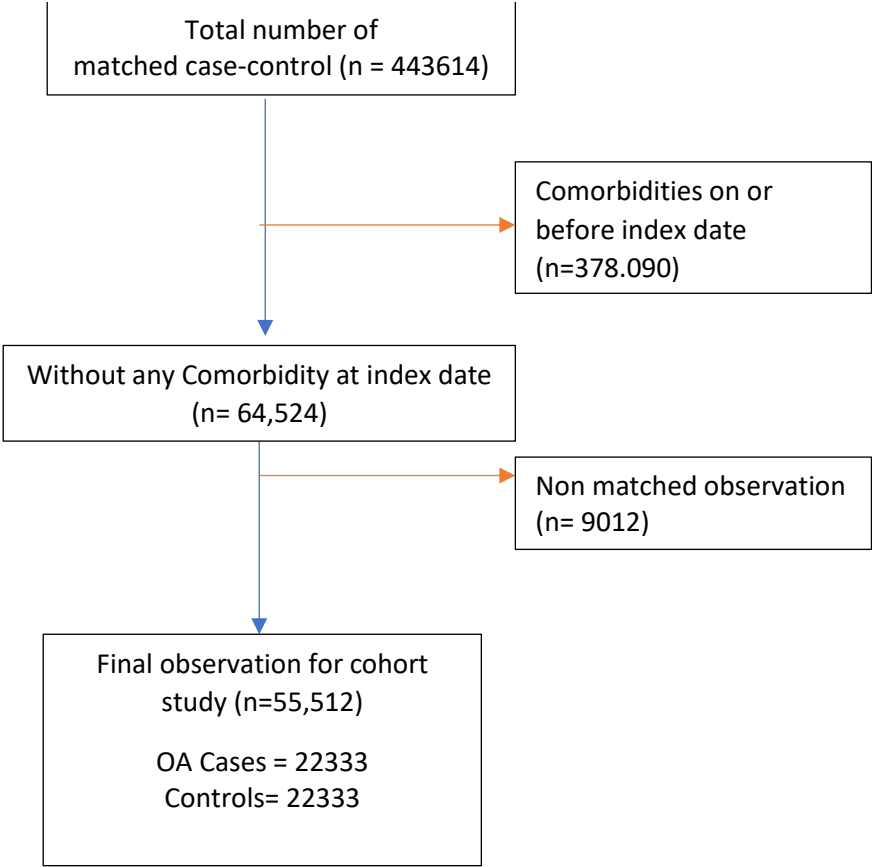 Total number of
matched case-control (n = 443614)
Comorbidities on or
before index date
(n=378.090)
Without any Comorbidity at index date
(n= 64,524)
Non matched observation
(n= 9012)
Final observation for cohort
study (n=55,512)
OA Cases = 22333
Controls= 22333